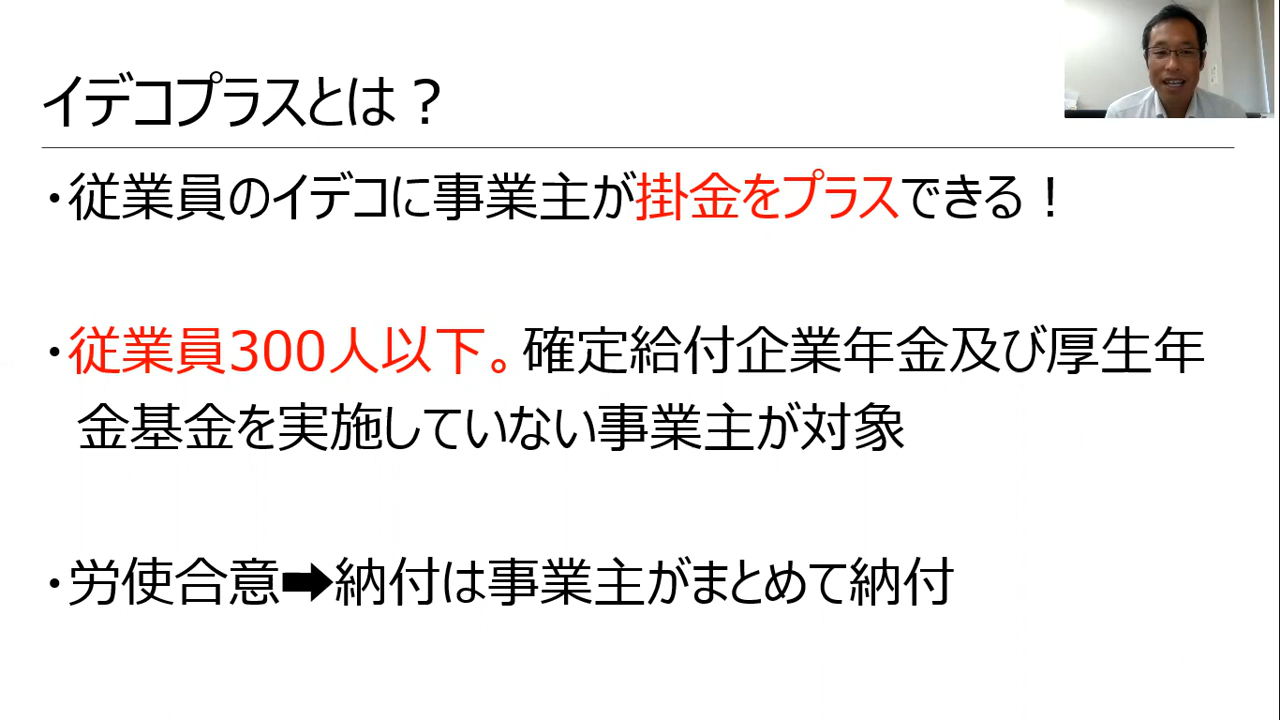 イデコプラスとは？
・従業員のイデコに事業主が掛金をプラスできる！
・従業員300人以下。確定給付企業年金及び厚生年
金基金を実施していない事業主が対象
・労使合意➡納付は事業主がまとめて納付